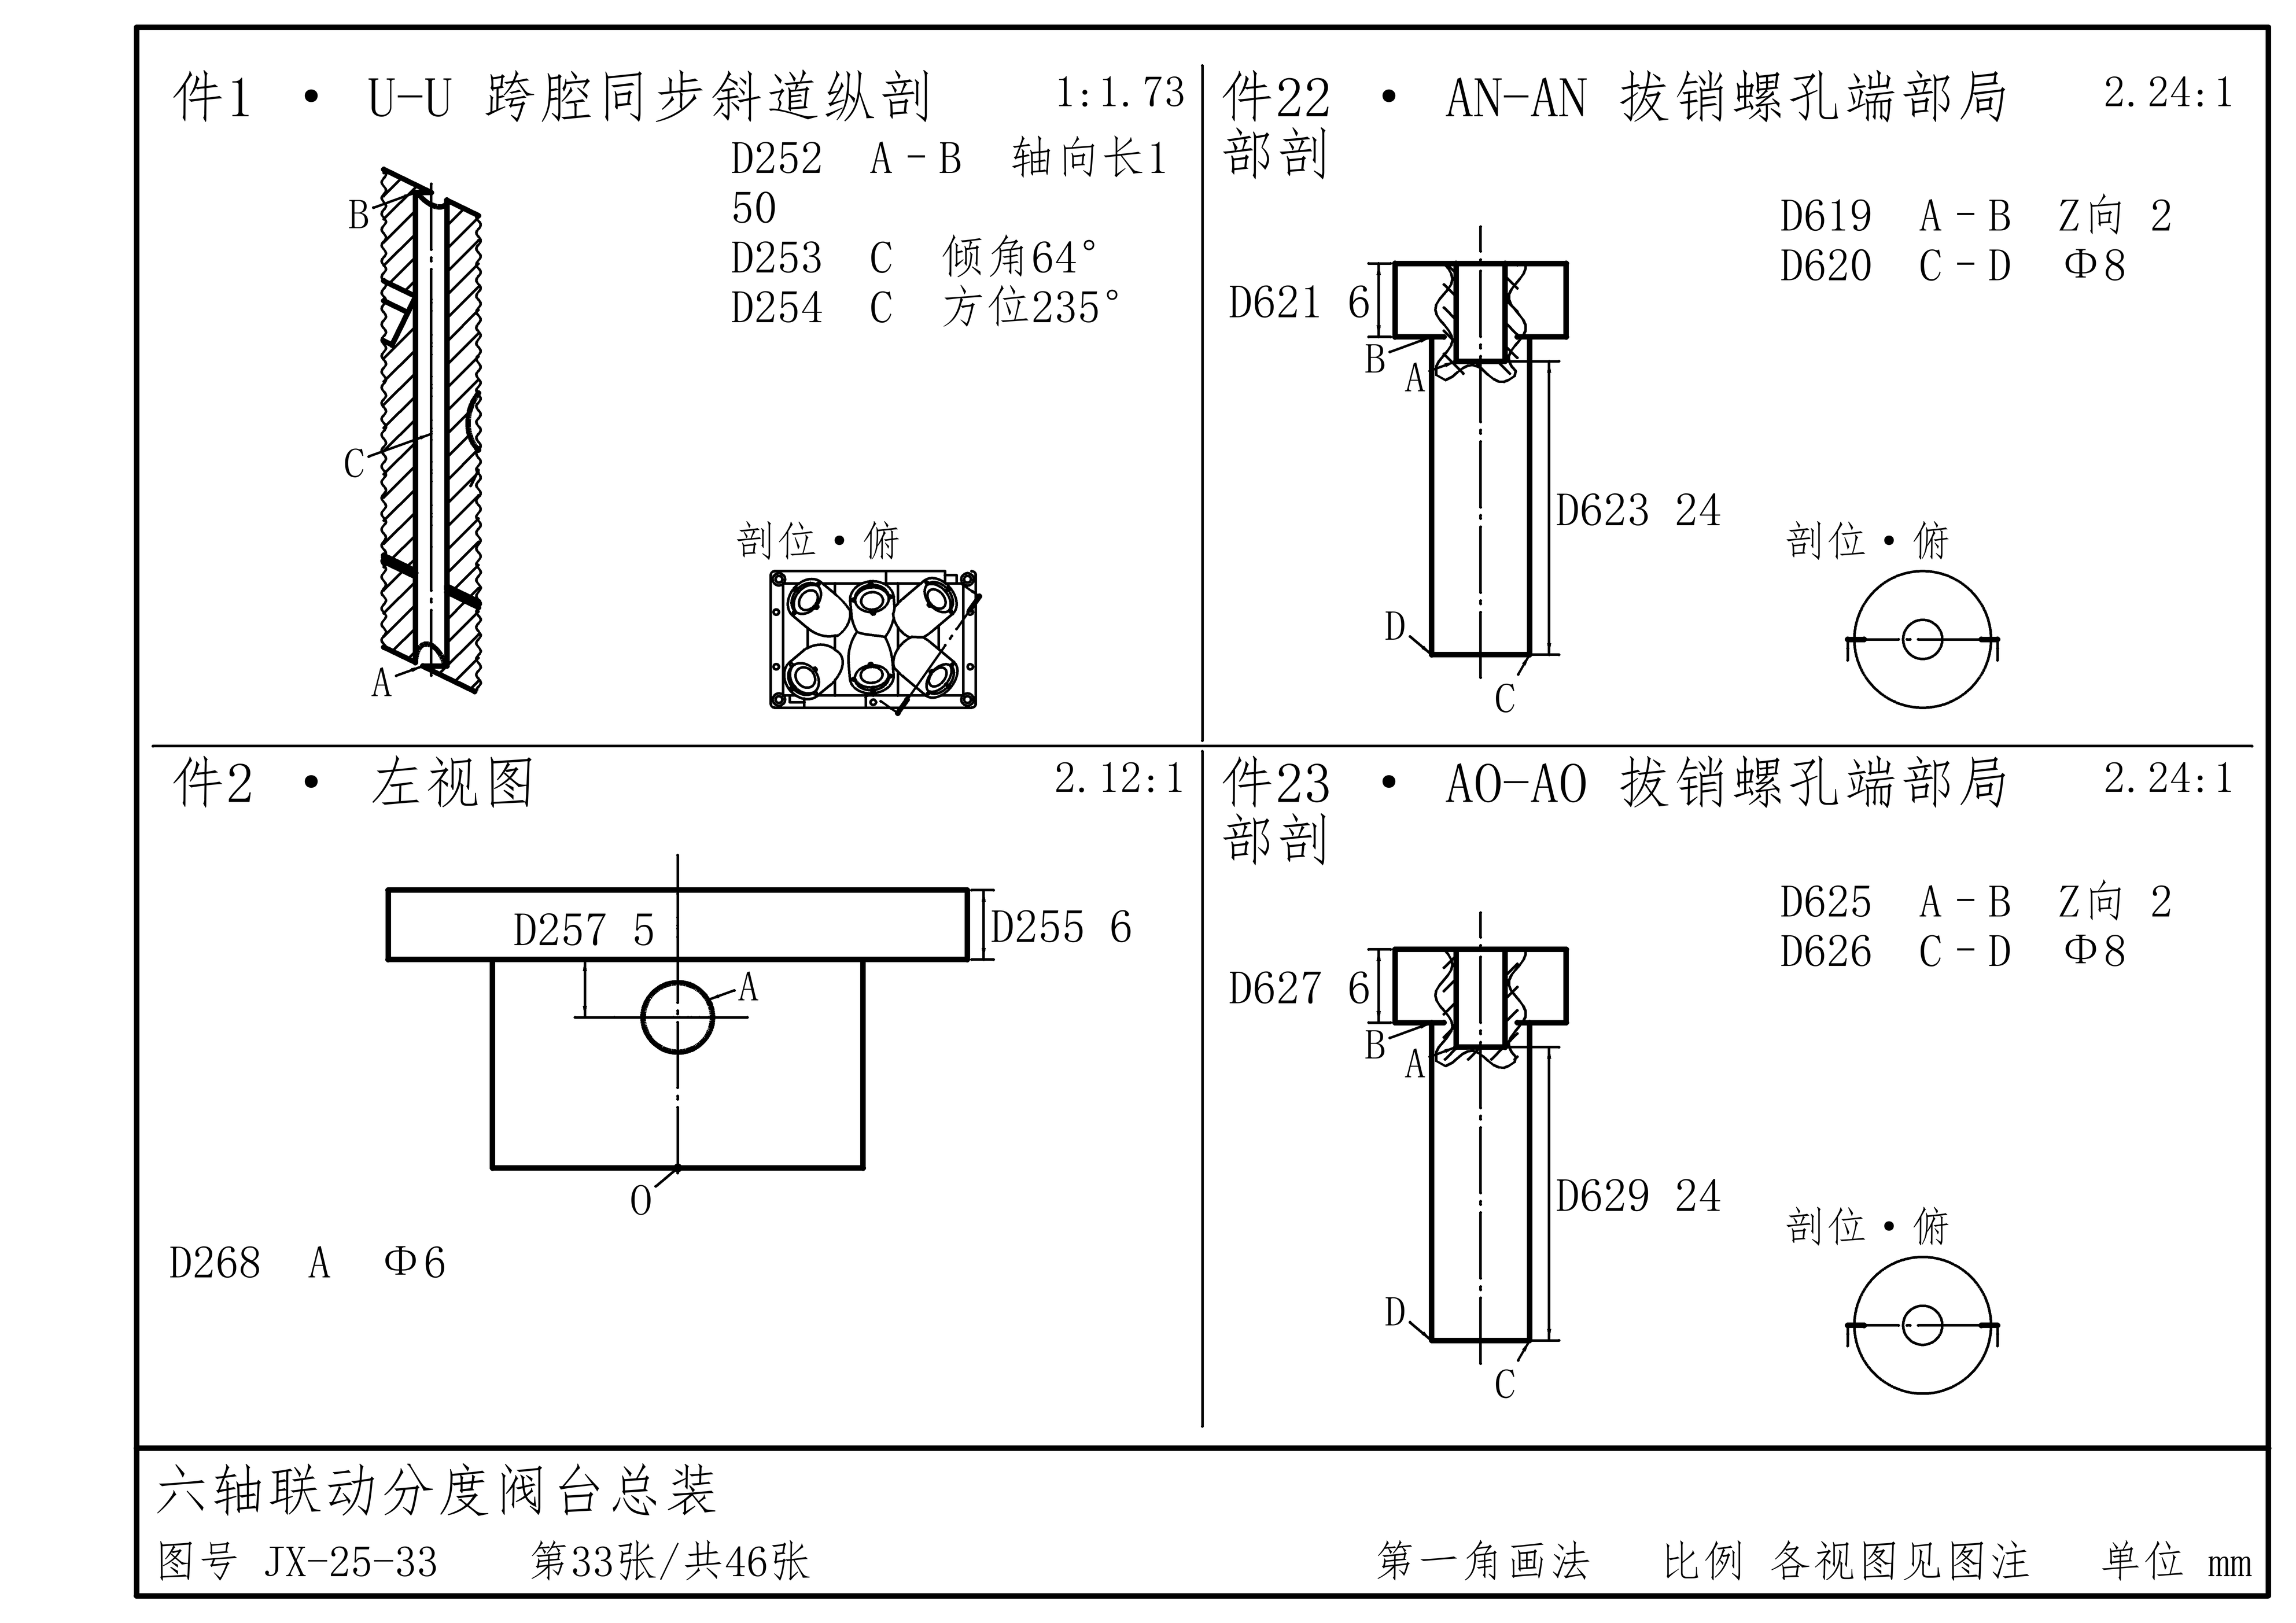 件1 • U-U 跨腔同步斜道纵剖 1:1.73
D252 A-B 轴向长1
50
D253 C 倾角64°
D254 C 方位235°
B
C
A
剖位•俯
件22 • AN-AN 拔销螺孔端部局 2.24:1
部剖
D619 A-B Z向 2
D620 C-D Φ8
D621 6
B
A
D623 24
D
C
剖位•俯
件2 • 左视图 2.12:1
D257 5
D255 6
A
O
D268 A Φ6
件23 • AO-AO 拔销螺孔端部局 2.24:1
部剖
D625 A-B Z向 2
D626 C-D Φ8
D627 6
B
A
D629 24
D
C
剖位•俯
六轴联动分度阀台总装
图号 JX-25-33 第33张/共46张 第一角画法 比例 各视图见图注 单位 mm